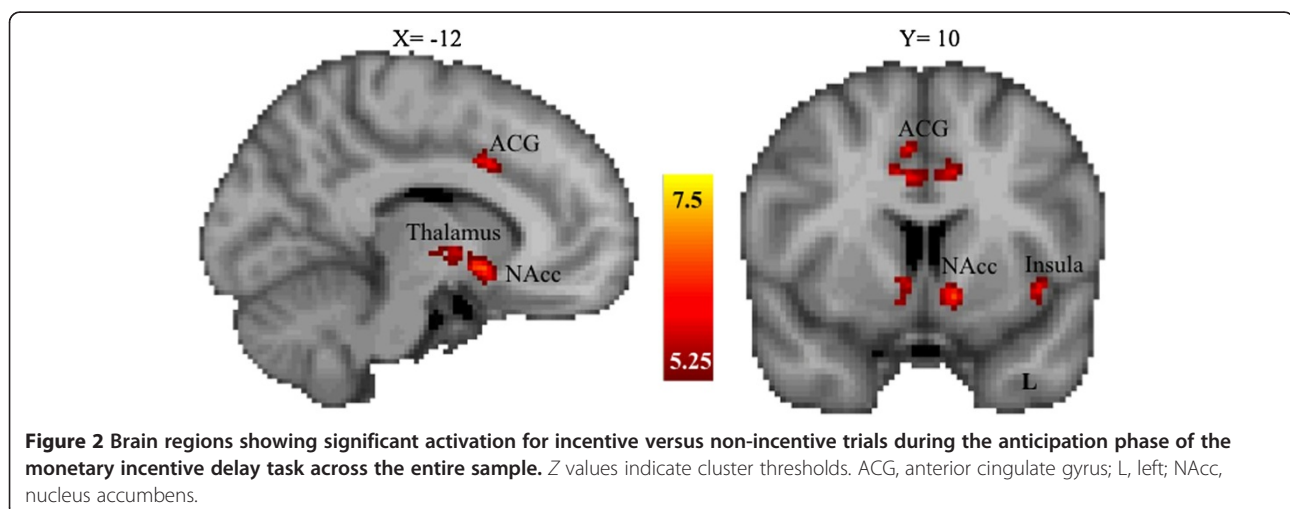 X= -12
Y= 10
ACG
ACG
7.5
Thalamus
NAcc
NAcc
Insula
5.25
L
Figure 2 Brain regions showing significant activation for incentive versus non-incentive trials during the anticipation phase of the
monetary incentive delay task across the entire sample. Z values indicate cluster thresholds. ACG, anterior cingulate gyrus; L, left; NAcc,
nucleus accumbens.